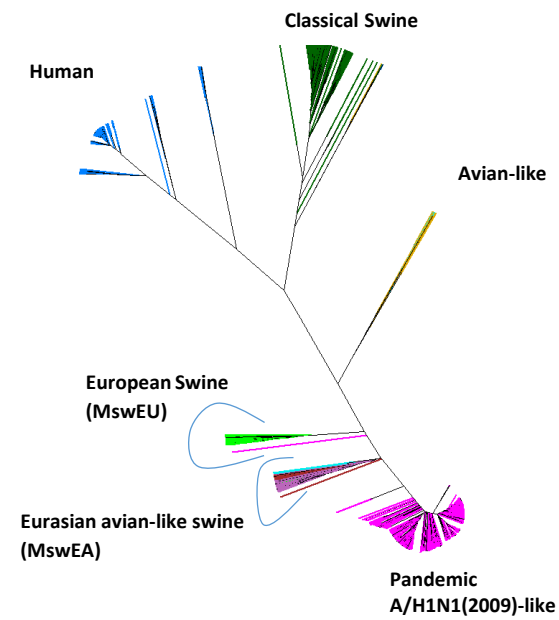 Classical Swine
Human
Avian-like
European Swine
(MswEU)
Eurasian avian-like swine
(MswEA)
Pandemic
A/H1N1(2009)-like